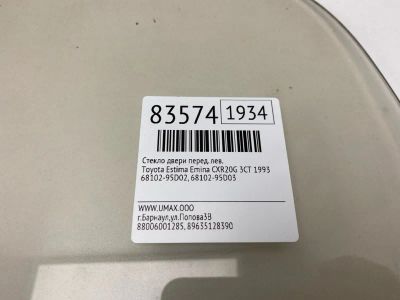 83574 1934
Стекло двери перед. лев.
Toyota Estima Emina CXR20G 3CT 1993
68102-95D02, 68102-95D03
WWW.UMAX.OOO
г.Барнаул,ул.Попова3В
88006001285, 89635128390